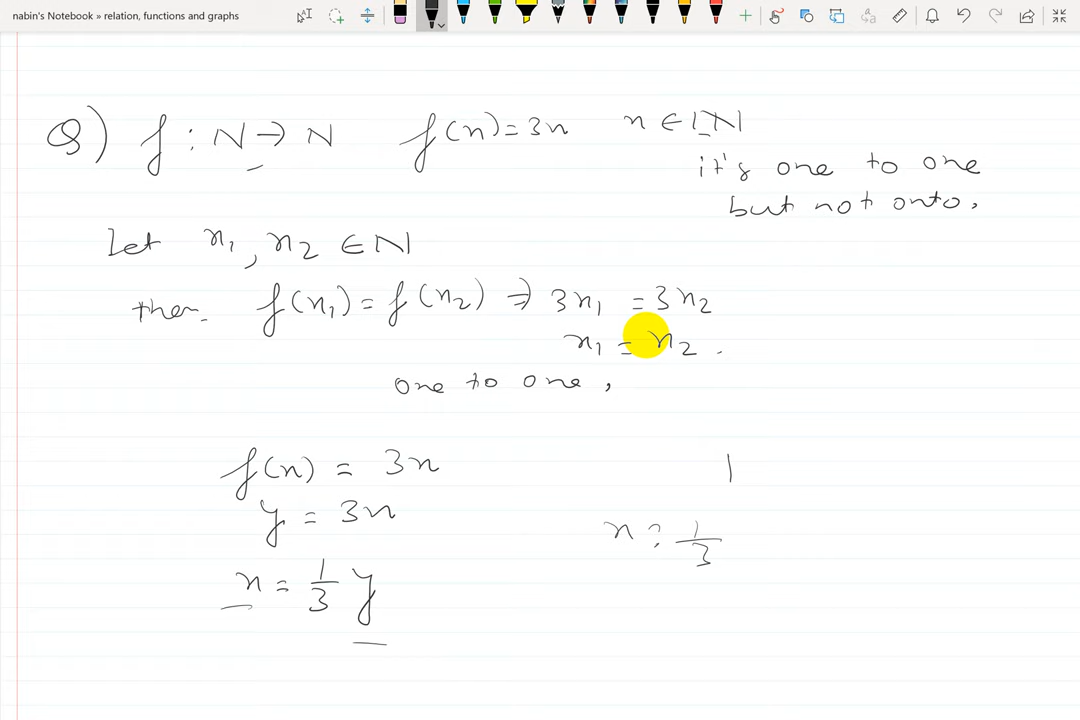 nabin's Notebook » relation, functions and graphs
Q) f : N → N f(n) = 3n n ∈ IN
it's one to one
but not onto.
Let n₁, n₂ ∈ N
then. f(n₁) = f(n₂) ⇒ 3n₁ = 3n₂
n₁ = n₂ .
one to one ,
f(n) = 3n 1
y = 3n
n = 1/3
n = 1/3 y